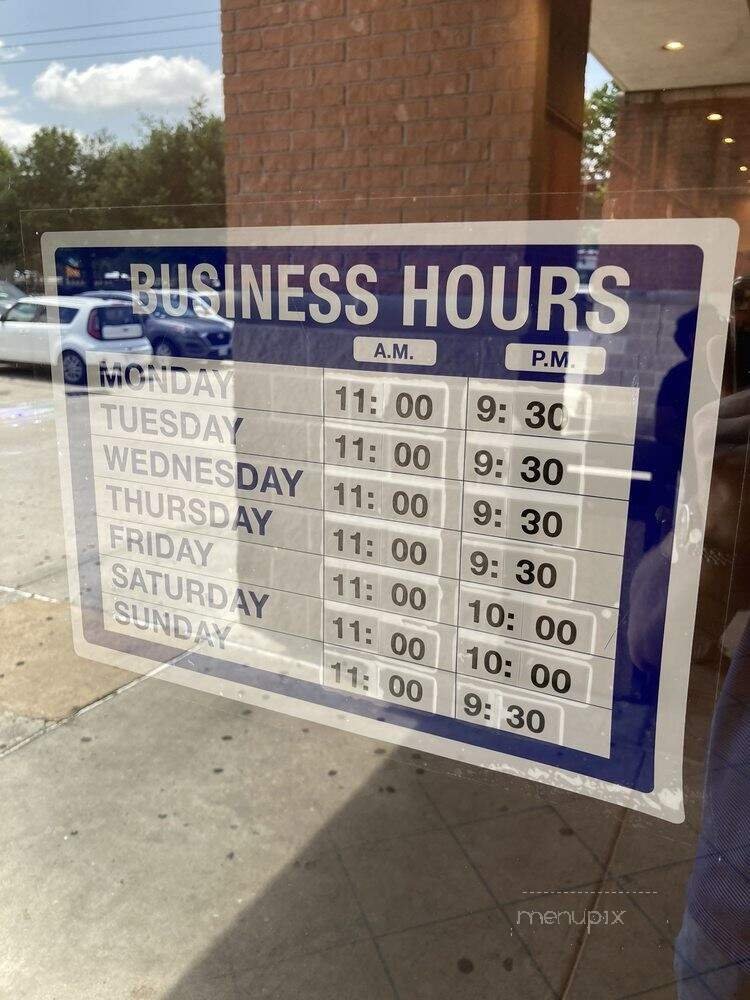 BUSINESS HOURS
A.M. P.M.
MONDAY 11: 00 9: 30
TUESDAY 11: 00 9: 30
WEDNESDAY 11: 00 9: 30
THURSDAY 11: 00 9: 30
FRIDAY 11: 00 10: 00
SATURDAY 11: 00 10: 00
SUNDAY 11: 00 9: 30
menupix